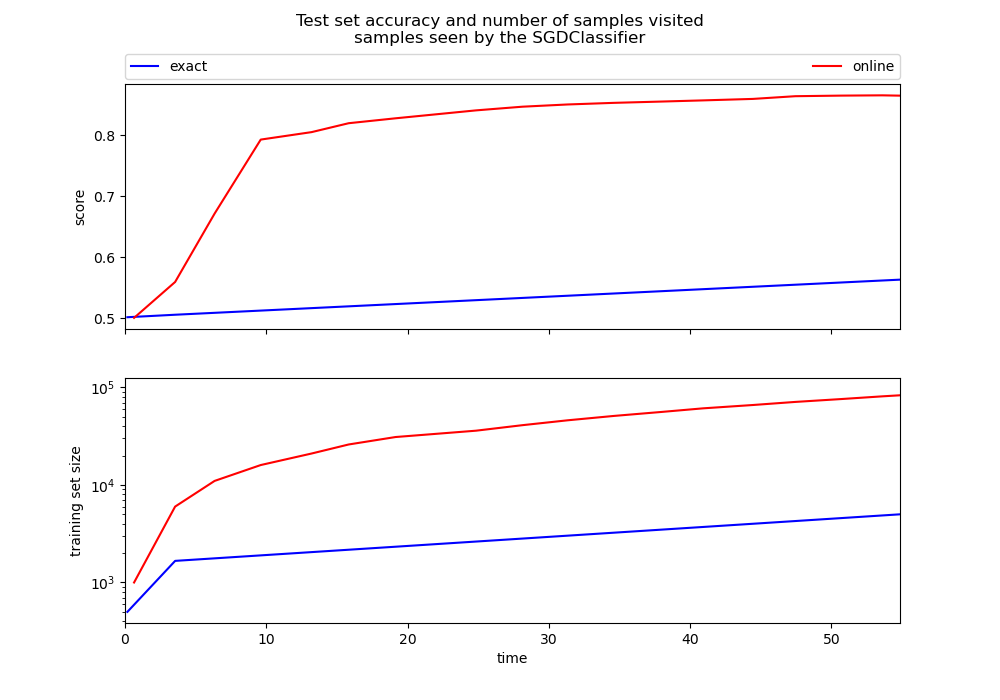 Test set accuracy and number of samples visited
samples seen by the SGDClassifier
exact
online
0.8
0.7
0.6
0.5
score
10^5
10^4
10^3
training set size
0 10 20 30 40 50
time